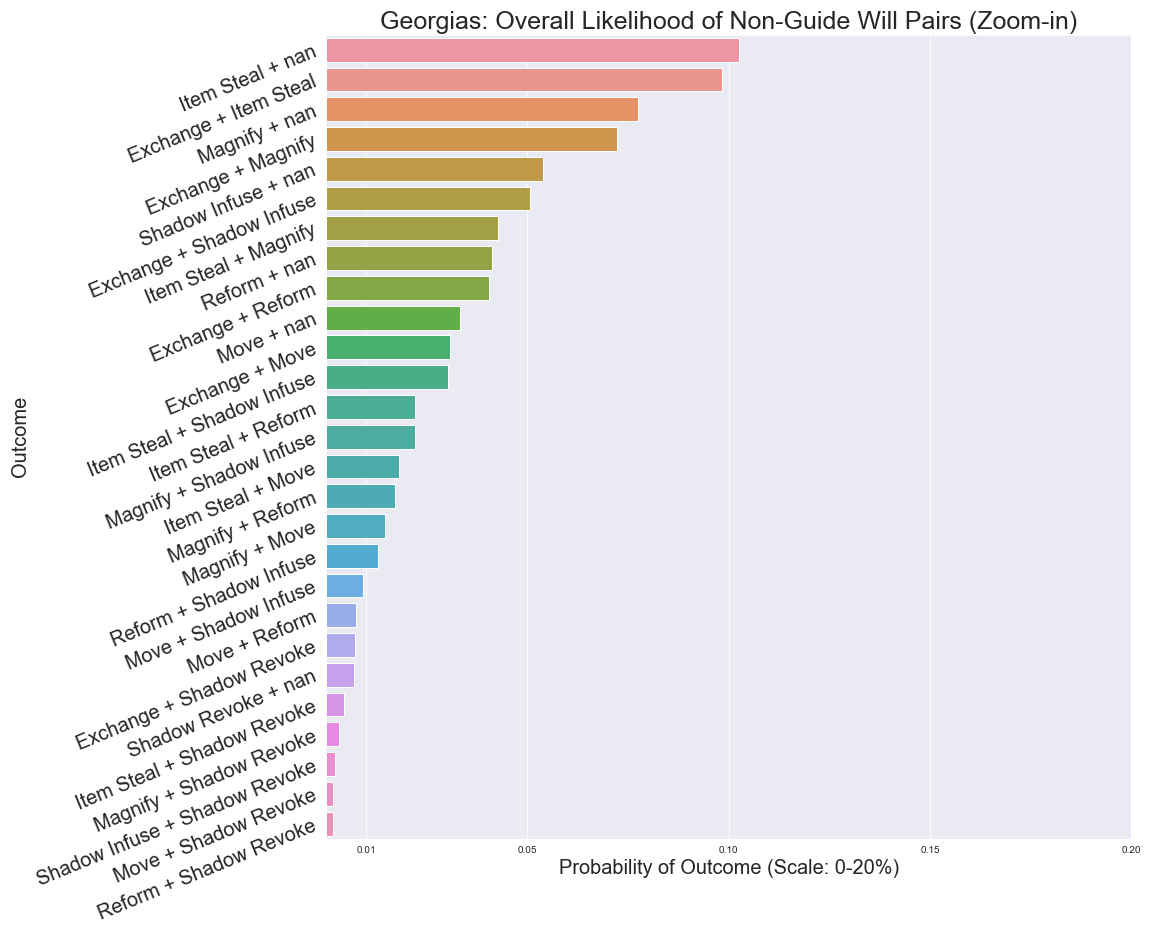 Georgias: Overall Likelihood of Non-Guide Will Pairs (Zoom-in)
Item Steal + nan
Exchange + Item Steal
Magnify + nan
Exchange + Magnify
Shadow Infuse + nan
Exchange + Shadow Infuse
Item Steal + Magnify
Reform + nan
Exchange + Reform
Move + nan
Exchange + Move
Item Steal + Shadow Infuse
Item Steal + Reform
Magnify + Shadow Infuse
Item Steal + Move
Magnify + Reform
Magnify + Move
Reform + Shadow Infuse
Move + Shadow Infuse
Move + Reform
Exchange + Shadow Revoke
Shadow Revoke + nan
Item Steal + Shadow Revoke
Magnify + Shadow Revoke
Shadow Infuse + Shadow Revoke
Move + Shadow Revoke
Reform + Shadow Revoke
Outcome
0.01 0.05 0.10 0.15 0.20
Probability of Outcome (Scale: 0-20%)